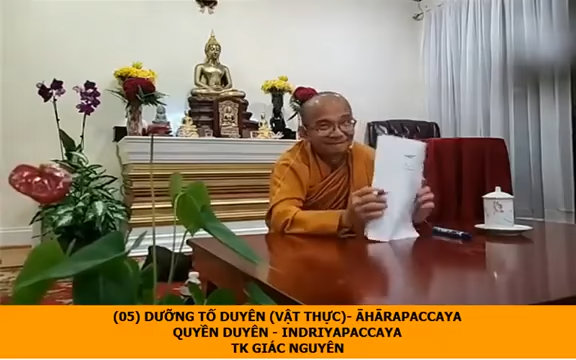 (05) DƯỠNG TỐ DUYÊN (VẬT THỰC)- ĀHĀRAPACCAYA
QUYỀN DUYÊN - INDRIYAPACCAYA
TK GIÁC NGUYÊN